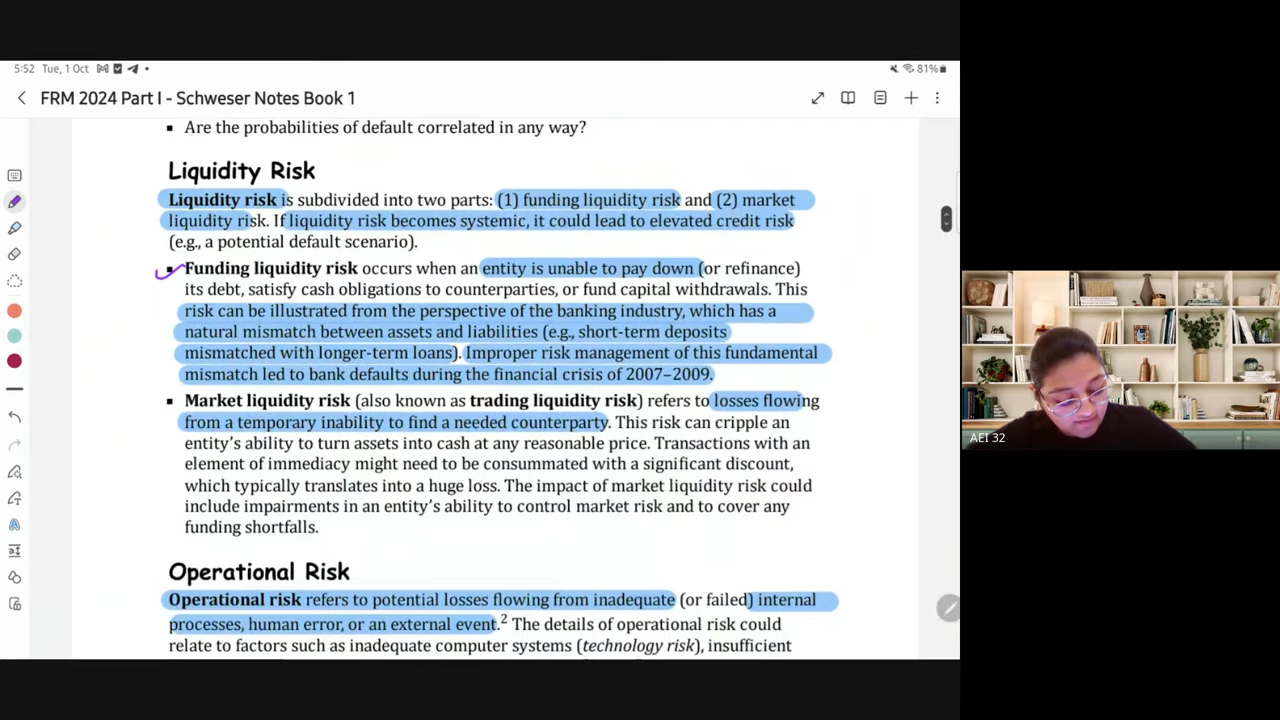 5:52 Tue, 1 Oct
81%
FRM 2024 Part I - Schweser Notes Book 1
▪ Are the probabilities of default correlated in any way?
Liquidity Risk
Liquidity risk is subdivided into two parts: (1) funding liquidity risk and (2) market
liquidity risk. If liquidity risk becomes systemic, it could lead to elevated credit risk
(e.g., a potential default scenario).
▪ Funding liquidity risk occurs when an entity is unable to pay down (or refinance)
its debt, satisfy cash obligations to counterparties, or fund capital withdrawals. This
risk can be illustrated from the perspective of the banking industry, which has a
natural mismatch between assets and liabilities (e.g., short-term deposits
mismatched with longer-term loans). Improper risk management of this fundamental
mismatch led to bank defaults during the financial crisis of 2007–2009.
▪ Market liquidity risk (also known as trading liquidity risk) refers to losses flowing
from a temporary inability to find a needed counterparty. This risk can cripple an
entity's ability to turn assets into cash at any reasonable price. Transactions with an
element of immediacy might need to be consummated with a significant discount,
which typically translates into a huge loss. The impact of market liquidity risk could
include impairments in an entity's ability to control market risk and to cover any
funding shortfalls.
Operational Risk
Operational risk refers to potential losses flowing from inadequate (or failed) internal
processes, human error, or an external event.2 The details of operational risk could
relate to factors such as inadequate computer systems (technology risk), insufficient
AEI 32